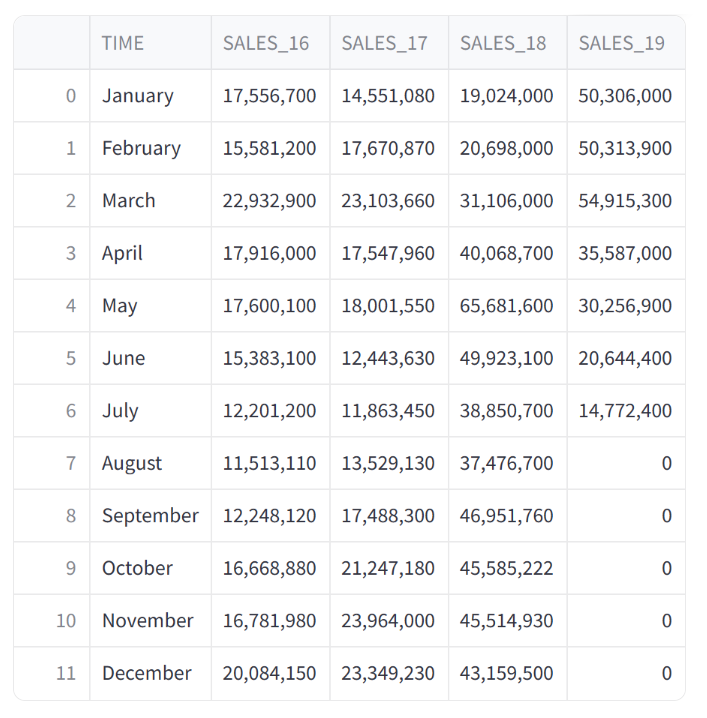 TIME SALES_16 SALES_17 SALES_18 SALES_19
0 January 17,556,700 14,551,080 19,024,000 50,306,000
1 February 15,581,200 17,670,870 20,698,000 50,313,900
2 March 22,932,900 23,103,660 31,106,000 54,915,300
3 April 17,916,000 17,547,960 40,068,700 35,587,000
4 May 17,600,100 18,001,550 65,681,600 30,256,900
5 June 15,383,100 12,443,630 49,923,100 20,644,400
6 July 12,201,200 11,863,450 38,850,700 14,772,400
7 August 11,513,110 13,529,130 37,476,700 0
8 September 12,248,120 17,488,300 46,951,760 0
9 October 16,668,880 21,247,180 45,585,222 0
10 November 16,781,980 23,964,000 45,514,930 0
11 December 20,084,150 23,349,230 43,159,500 0